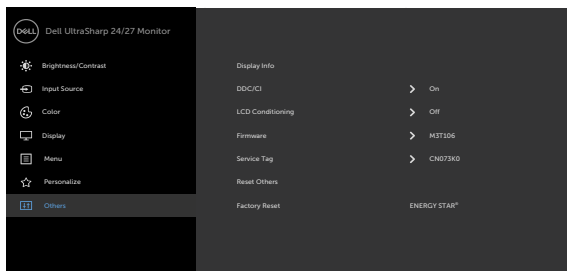 DELL Dell UltraSharp 24/27 Monitor
Brightness/Contrast
Input Source
Color
Display
Menu
Personalize
Others
Display Info
DDC/CI On
LCD Conditioning Off
Firmware M3T106
Service Tag CN073K0
Reset Others
Factory Reset ENERGY STAR®